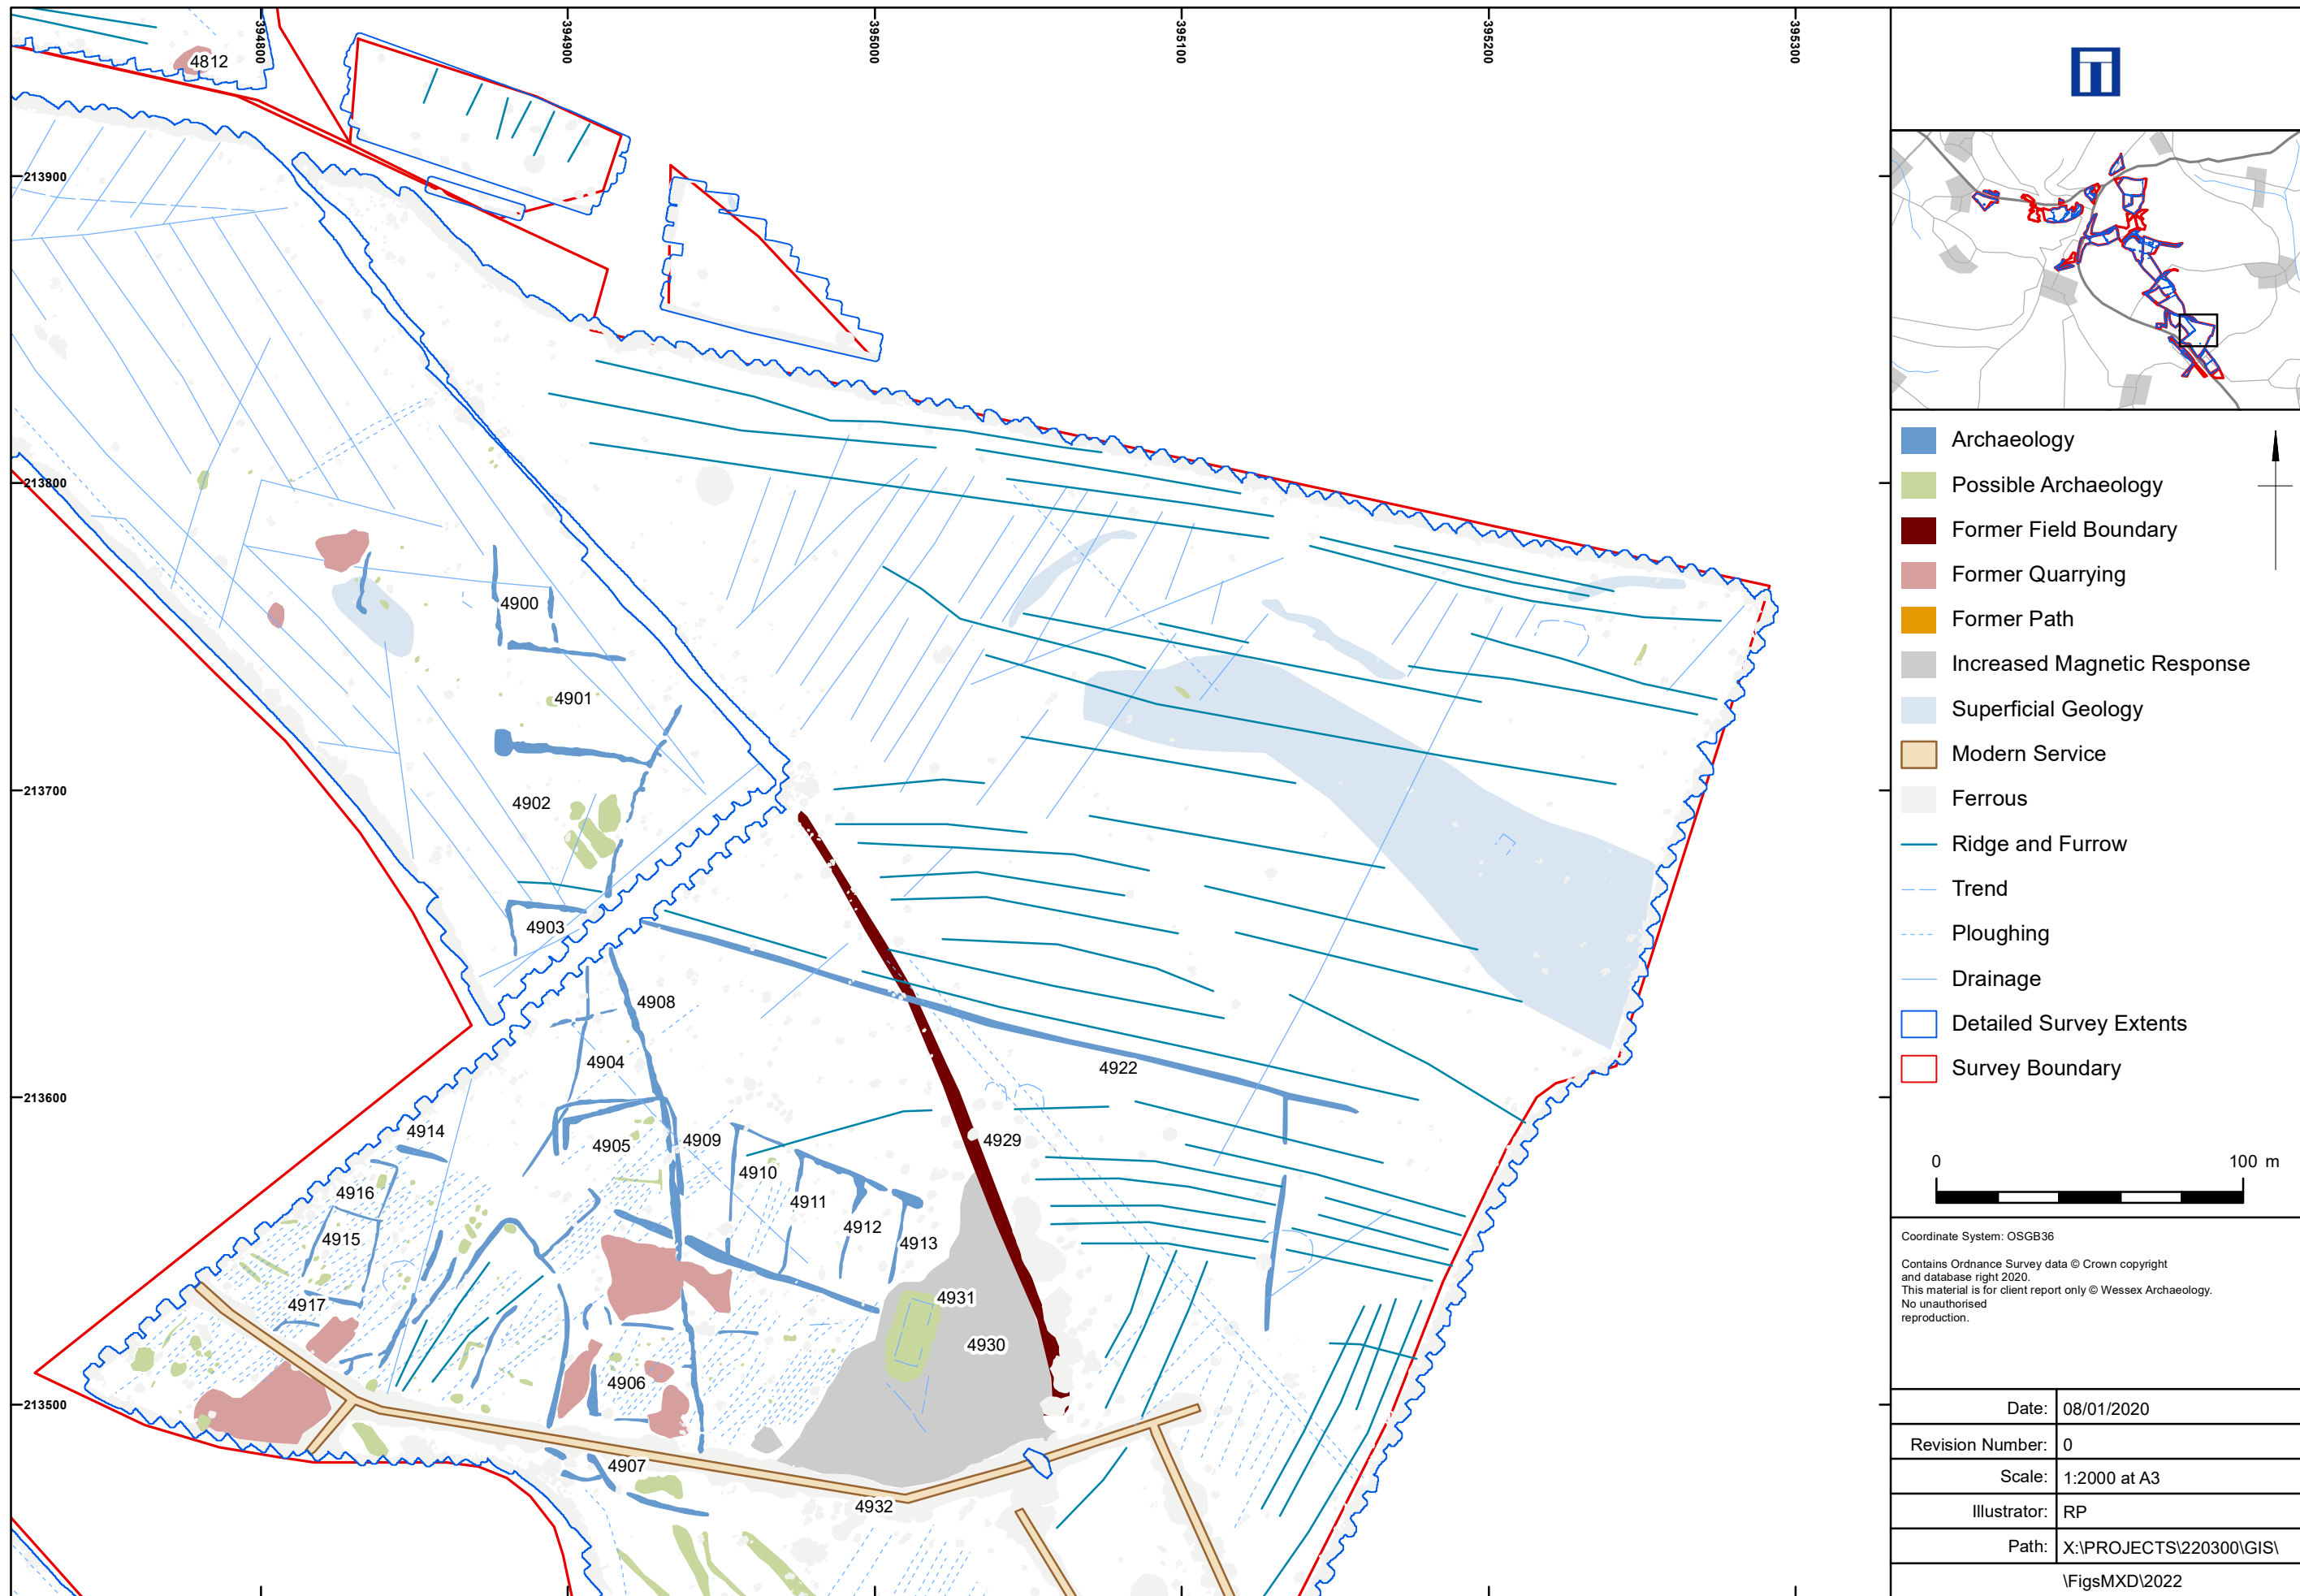 394800
394900
395000
395100
395200
395300
213900
213800
213700
213600
213500
4812
4900
4901
4902
4903
4908
4904
4922
4914
4905
4909
4929
4910
4916
4911
4912
4915
4913
4917
4931
4930
4906
4907
4932
Archaeology
Possible Archaeology
Former Field Boundary
Former Quarrying
Former Path
Increased Magnetic Response
Superficial Geology
Modern Service
Ferrous
Ridge and Furrow
Trend
Ploughing
Drainage
Detailed Survey Extents
Survey Boundary
0 100 m
Coordinate System: OSGB36
Contains Ordnance Survey data © Crown copyright
and database right 2020.
This material is for client report only © Wessex Archaeology.
No unauthorised
reproduction.
Date: 08/01/2020
Revision Number: 0
Scale: 1:2000 at A3
Illustrator: RP
Path: X:\PROJECTS\220300\GIS\
\FigsMXD\2022